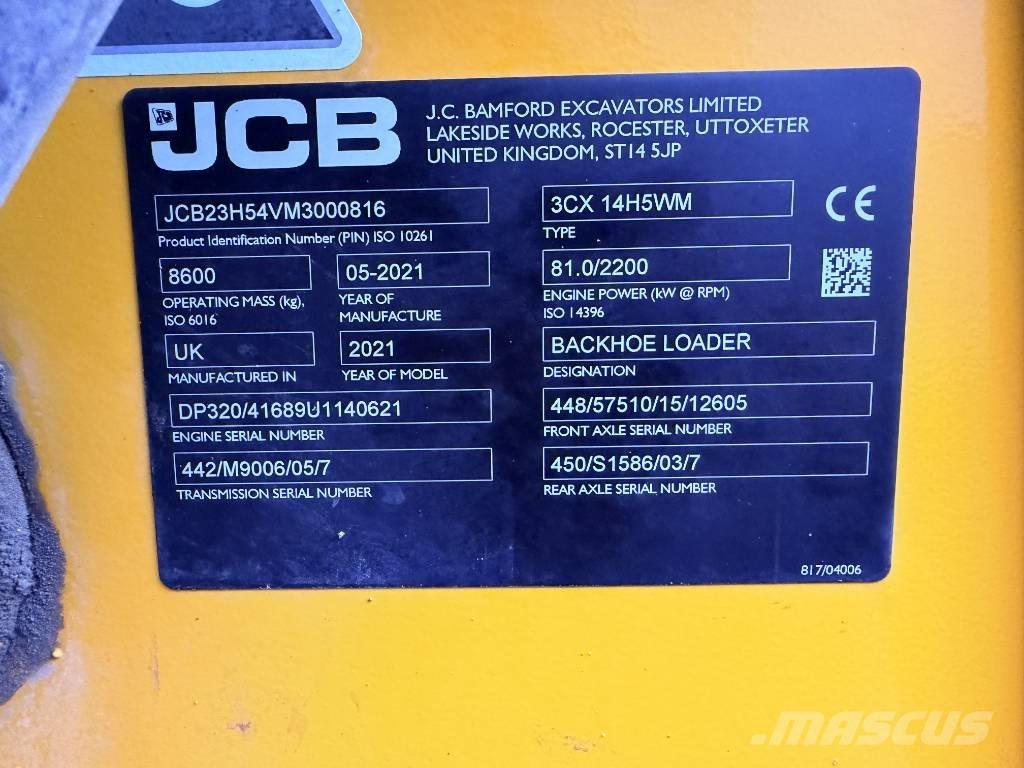 JCB
J.C. BAMFORD EXCAVATORS LIMITED
LAKESIDE WORKS, ROCESTER, UTTOXETER
UNITED KINGDOM, ST14 5JP
JCB23H54VM3000816
Product Identification Number (PIN) ISO 10261
3CX 14H5WM
TYPE
CE
8600
OPERATING MASS (kg),
ISO 6016
05-2021
YEAR OF
MANUFACTURE
81.0/2200
ENGINE POWER (kW @ RPM)
ISO 14396
UK
MANUFACTURED IN
2021
YEAR OF MODEL
BACKHOE LOADER
DESIGNATION
DP320/41689U1140621
ENGINE SERIAL NUMBER
448/57510/15/12605
FRONT AXLE SERIAL NUMBER
442/M9006/05/7
TRANSMISSION SERIAL NUMBER
450/S1586/03/7
REAR AXLE SERIAL NUMBER
817/04006
MASCUS